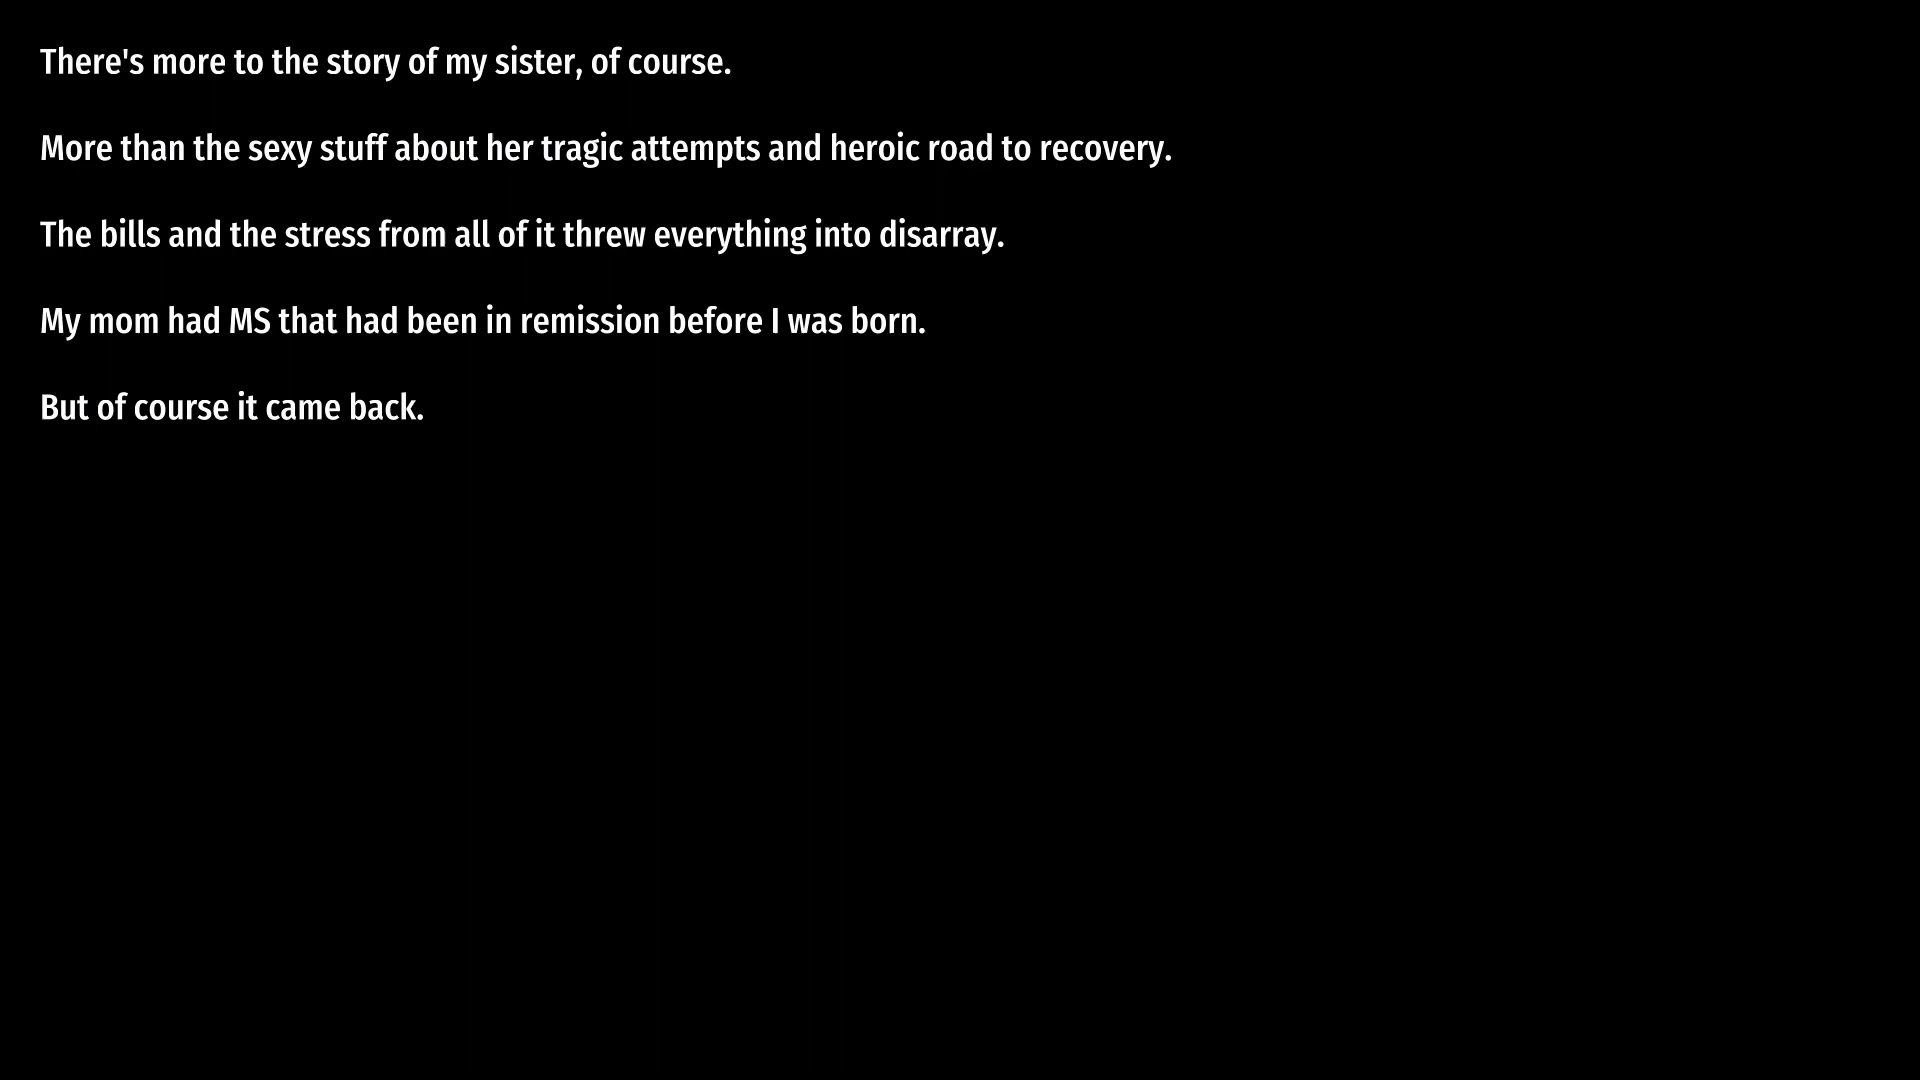 There's more to the story of my sister, of course.
More than the sexy stuff about her tragic attempts and heroic road to recovery.
The bills and the stress from all of it threw everything into disarray.
My mom had MS that had been in remission before I was born.
But of course it came back.